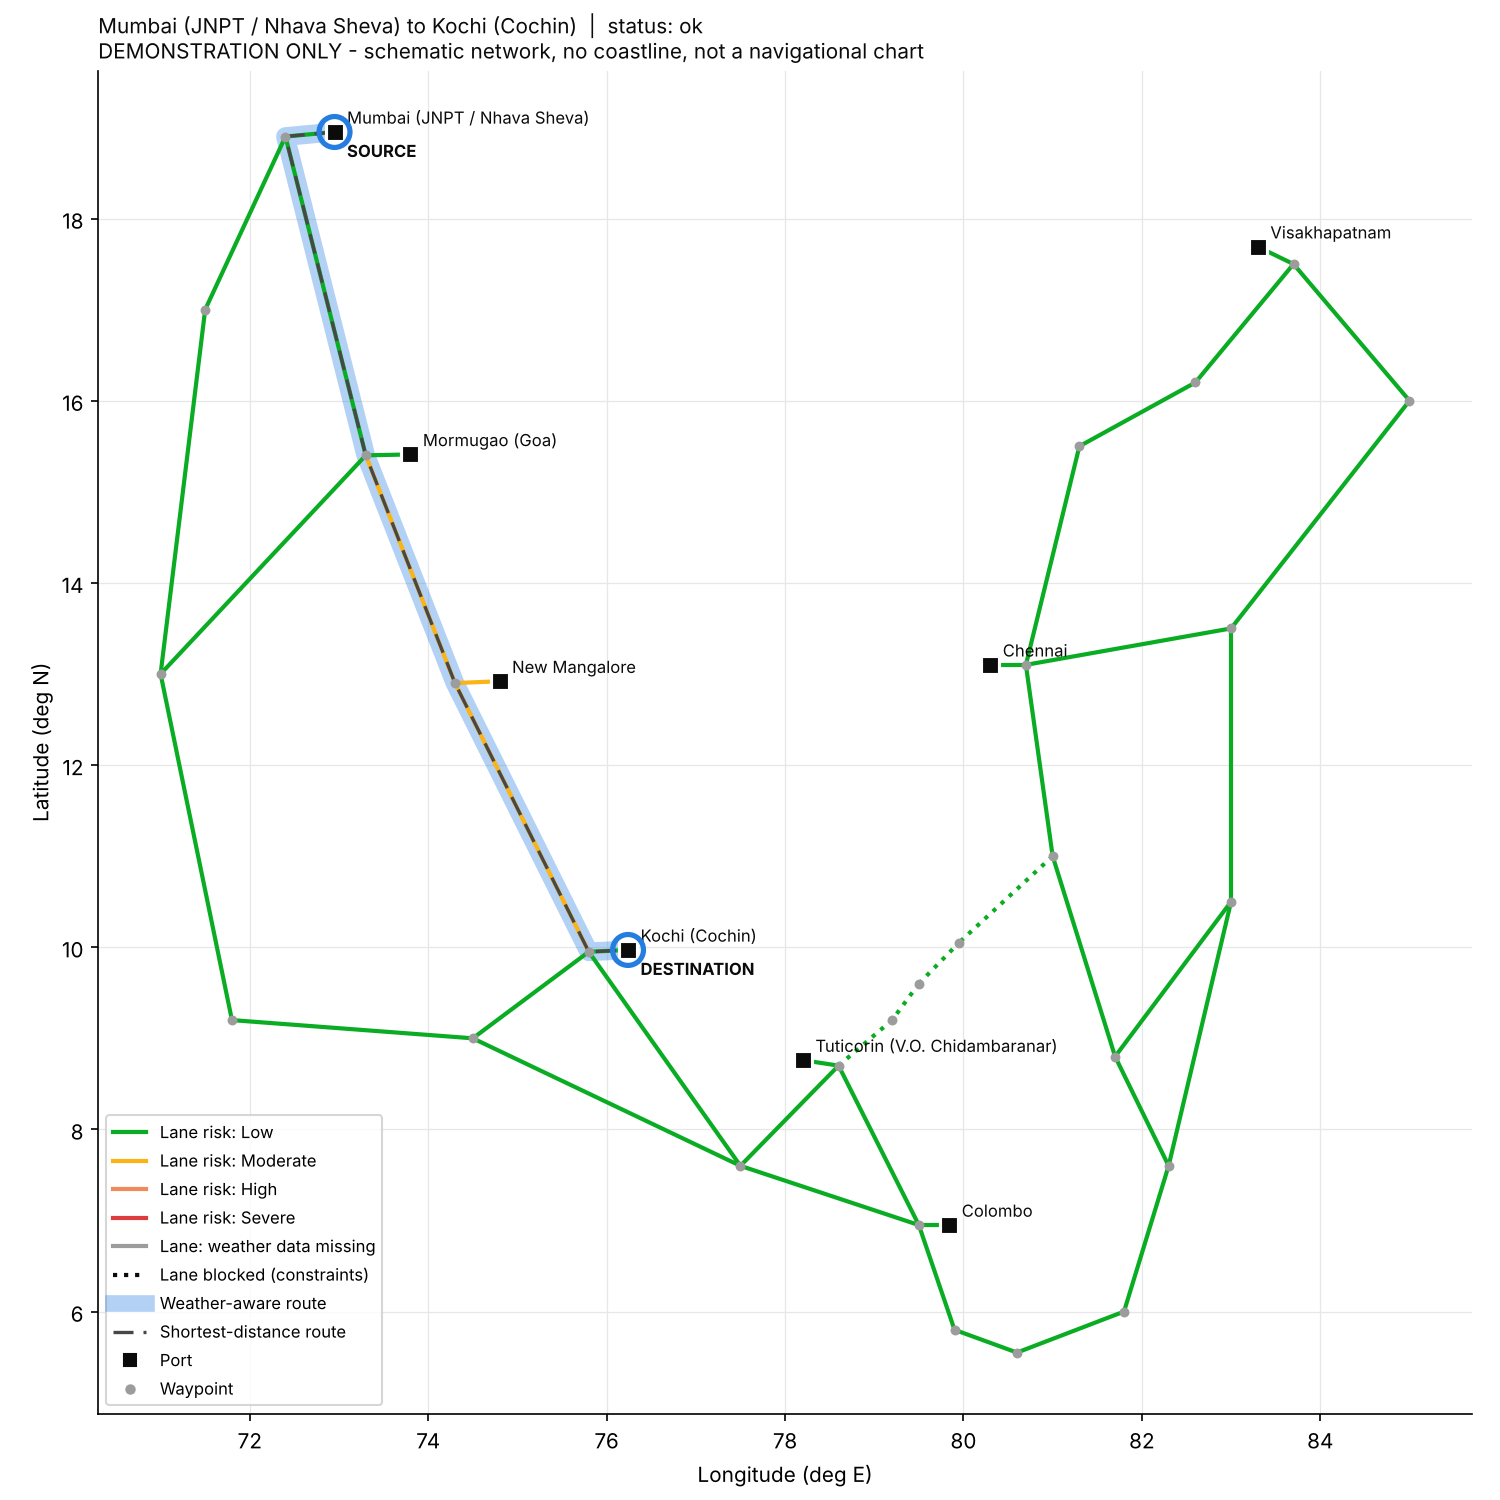 Mumbai (JNPT / Nhava Sheva) to Kochi (Cochin)  |  status: ok
DEMONSTRATION ONLY - schematic network, no coastline, not a navigational chart
Mumbai (JNPT / Nhava Sheva)
SOURCE
Visakhapatnam
Mormugao (Goa)
New Mangalore
Chennai
Kochi (Cochin)
DESTINATION
Tuticorin (V.O. Chidambaranar)
Colombo
Latitude (deg N)
18
16
14
12
10
8
6
Lane risk: Low
Lane risk: Moderate
Lane risk: High
Lane risk: Severe
Lane: weather data missing
Lane blocked (constraints)
Weather-aware route
Shortest-distance route
Port
Waypoint
72 74 76 78 80 82 84
Longitude (deg E)